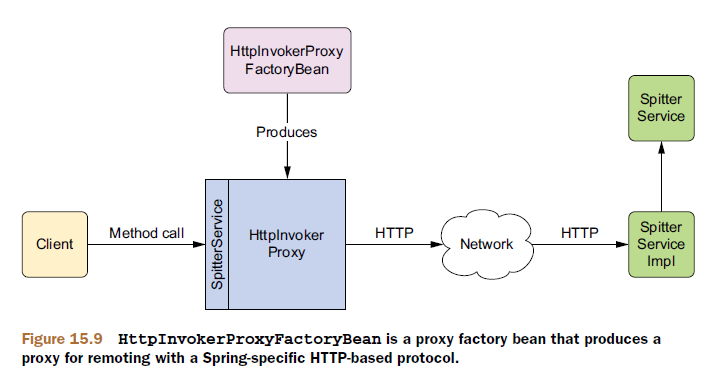 HttpInvokerProxy
FactoryBean
Produces
Spitter
Service
Client
Method call
SpitterService
HttpInvoker
Proxy
HTTP
Network
HTTP
Spitter
Service
Impl
Figure 15.9 HttpInvokerProxyFactoryBean is a proxy factory bean that produces a
proxy for remoting with a Spring-specific HTTP-based protocol.